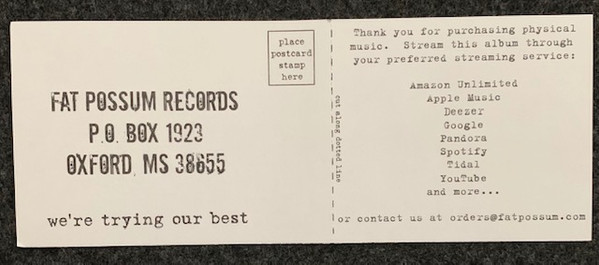 place
postcard
stamp
here
FAT POSSUM RECORDS
P.O. BOX 1923
OXFORD, MS 38655
we're trying our best
cut along dotted line
Thank you for purchasing physical
music. Stream this album through
your preferred streaming service:
Amazon Unlimited
Apple Music
Deezer
Google
Pandora
Spotify
Tidal
YouTube
and more...
or contact us at orders@fatpossum.com